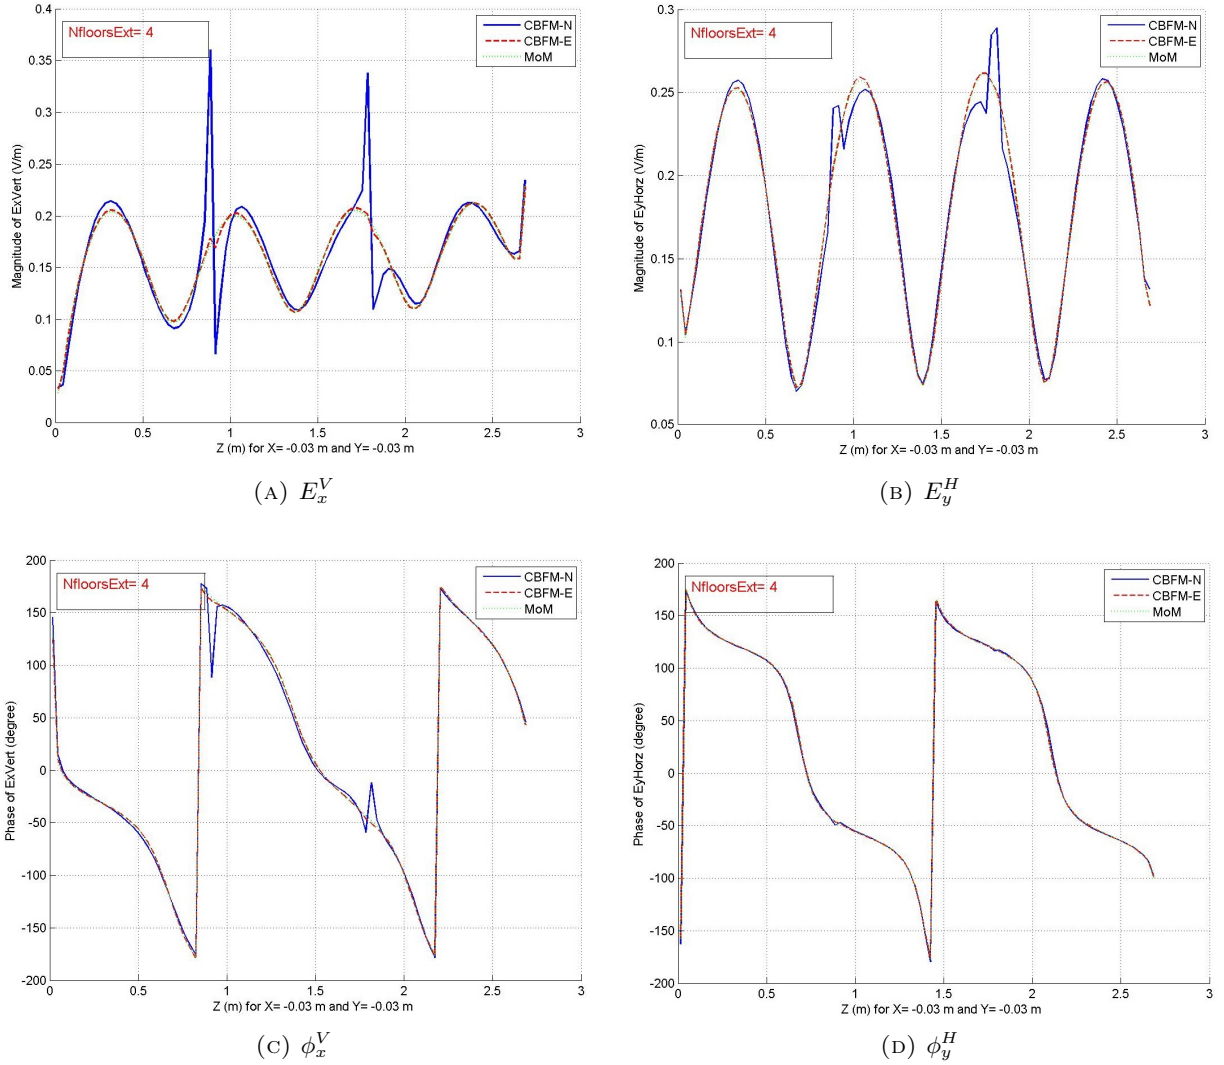 0.4
0.35
0.3
0.25
0.2
0.15
0.1
0.05
0
Magnitude of ExVert (V/m)
NfloorsExt= 4
CBFM-N
CBFM-E
MoM
0 0.5 1 1.5 2 2.5 3
Z (m) for X= -0.03 m and Y= -0.03 m
(A) E_x^V
0.3
0.25
0.2
0.15
0.1
0.05
Magnitude of EyHorz (V/m)
NfloorsExt= 4
CBFM-N
CBFM-E
MoM
0 0.5 1 1.5 2 2.5 3
Z (m) for X= -0.03 m and Y= -0.03 m
(B) E_y^H
200
150
100
50
0
-50
-100
-150
-200
Phase of ExVert (degree)
NfloorsExt= 4
CBFM-N
CBFM-E
MoM
0 0.5 1 1.5 2 2.5 3
Z (m) for X= -0.03 m and Y= -0.03 m
(C) ϕ_x^V
200
150
100
50
0
-50
-100
-150
-200
Phase of EyHorz (degree)
NfloorsExt= 4
CBFM-N
CBFM-E
MoM
0 0.5 1 1.5 2 2.5 3
Z (m) for X= -0.03 m and Y= -0.03 m
(D) ϕ_y^H